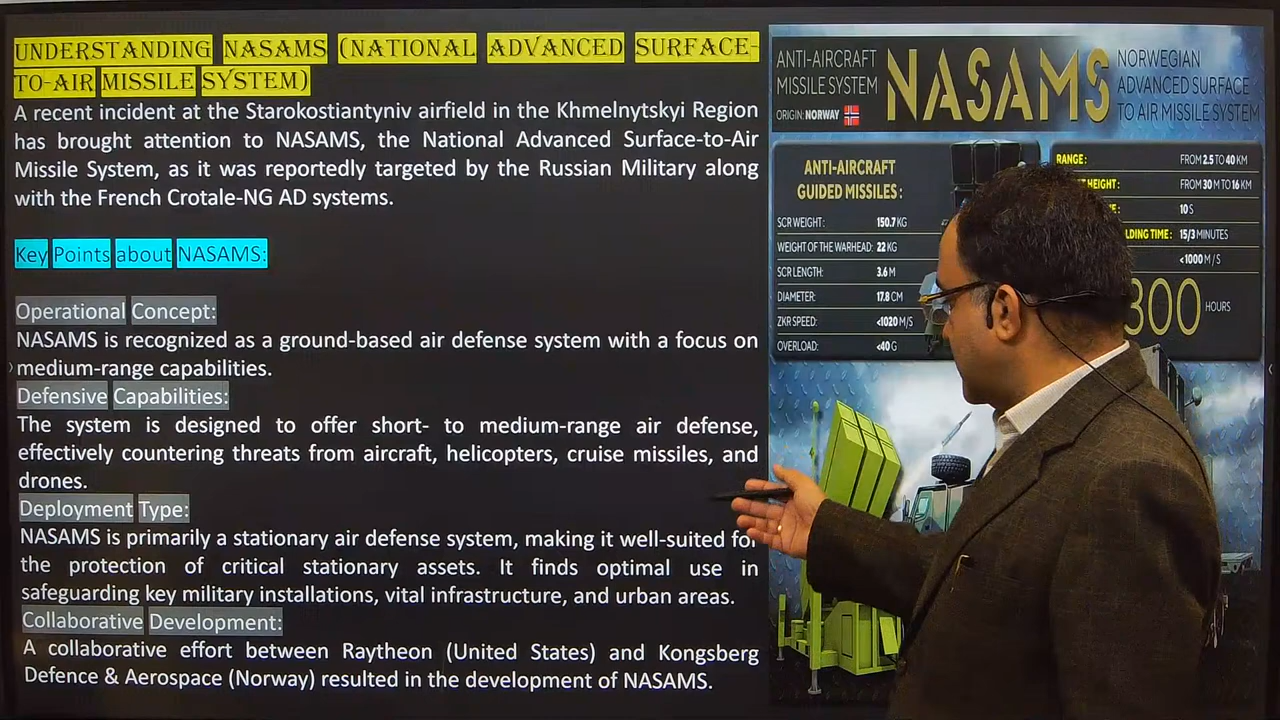 UNDERSTANDING NASAMS (NATIONAL ADVANCED SURFACE-
TO-AIR MISSILE SYSTEM)
A recent incident at the Starokostiantyniv airfield in the Khmelnytskyi Region
has brought attention to NASAMS, the National Advanced Surface-to-Air
Missile System, as it was reportedly targeted by the Russian Military along
with the French Crotale-NG AD systems.
Key Points about NASAMS:
Operational Concept:
NASAMS is recognized as a ground-based air defense system with a focus on
medium-range capabilities.
Defensive Capabilities:
The system is designed to offer short- to medium-range air defense,
effectively countering threats from aircraft, helicopters, cruise missiles, and
drones.
Deployment Type:
NASAMS is primarily a stationary air defense system, making it well-suited for
the protection of critical stationary assets. It finds optimal use in
safeguarding key military installations, vital infrastructure, and urban areas.
Collaborative Development:
A collaborative effort between Raytheon (United States) and Kongsberg
Defence & Aerospace (Norway) resulted in the development of NASAMS.
ANTI-AIRCRAFT
MISSILE SYSTEM
ORIGIN: NORWAY
NASAMS
NORWEGIAN
ADVANCED SURFACE
TO AIR MISSILE SYSTEM
ANTI-AIRCRAFT
GUIDED MISSILES:
SCR WEIGHT: 150.7 KG
WEIGHT OF THE WARHEAD: 22 KG
SCR LENGTH: 3.6 M
DIAMETER: 17.8 CM
ZKR SPEED: <1020 M/S
OVERLOAD: <40 G
RANGE: FROM 2.5 TO 40 KM
HEIGHT: FROM 30 M TO 16 KM
10 S
15/3 MINUTES
<1000 M/S
300 HOURS